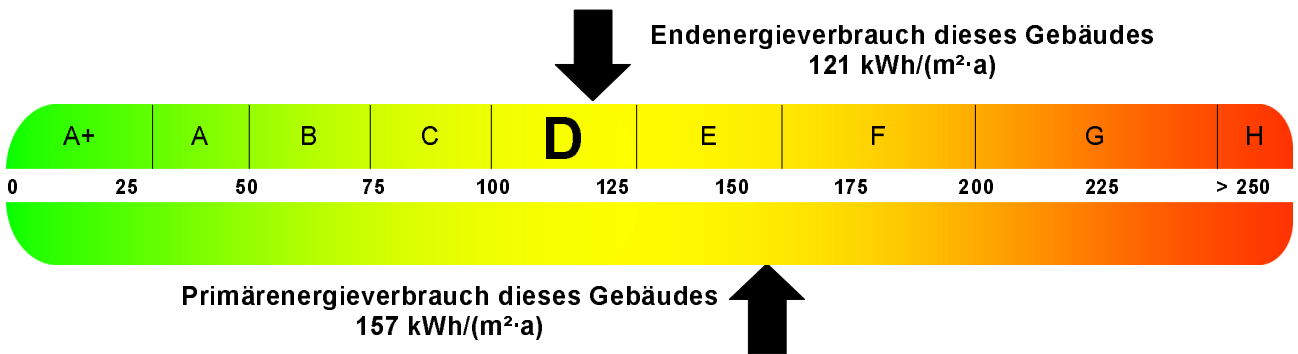 Endenergieverbrauch dieses Gebäudes
121 kWh/(m²·a)
A+ A B C D E F G H
0 25 50 75 100 125 150 175 200 225 > 250
Primärenergieverbrauch dieses Gebäudes
157 kWh/(m²·a)